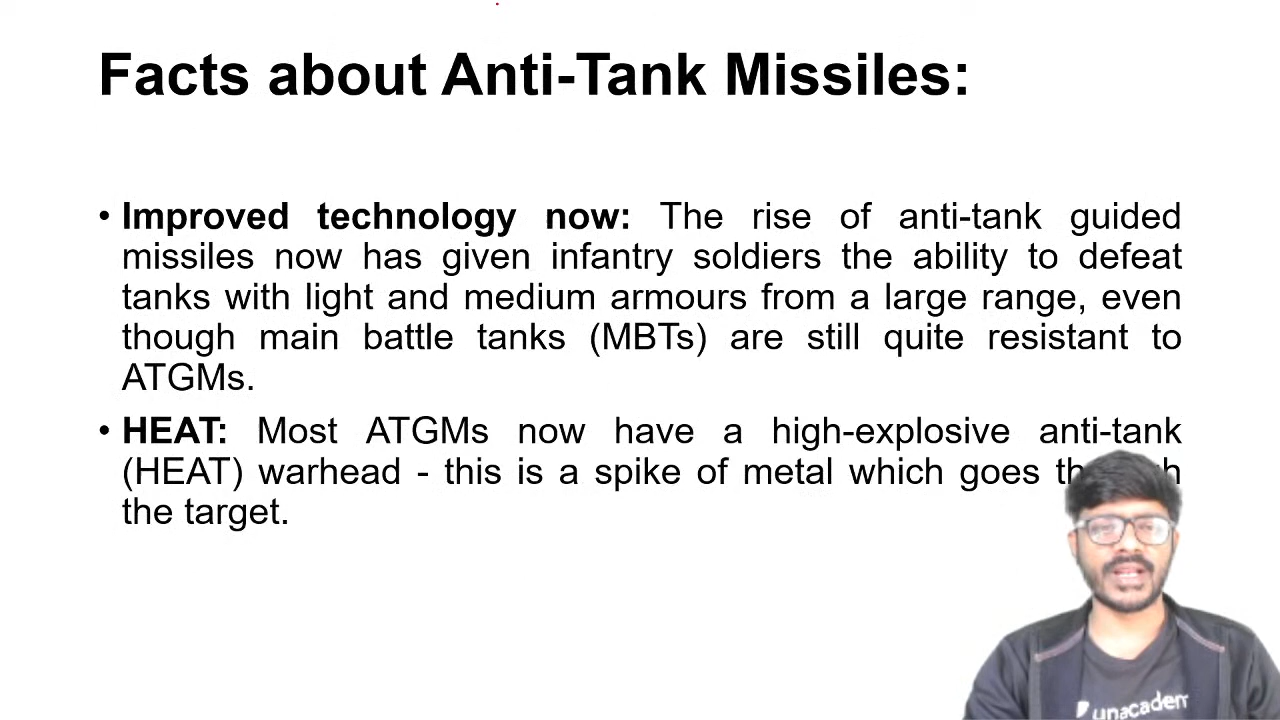 Facts about Anti-Tank Missiles:
• Improved technology now: The rise of anti-tank guided
missiles now has given infantry soldiers the ability to defeat
tanks with light and medium armours from a large range, even
though main battle tanks (MBTs) are still quite resistant to
ATGMs.
• HEAT: Most ATGMs now have a high-explosive anti-tank
(HEAT) warhead - this is a spike of metal which goes
the target.
unacadem